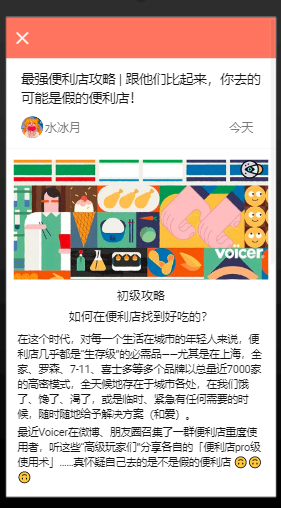 最强便利店攻略 | 跟他们比起来，你去的
可能是假的便利店！
水冰月
今天
voicer
初级攻略
如何在便利店找到好吃的？
在这个时代，对每一个生活在城市的年轻人来说，便
利店几乎都是“生存级”的必需品——尤其是在上海，全
家、罗森、7-11、喜士多等多个品牌以总量近7000家
的高密模式，全天候地存在于城市各处，在我们饿
了、馋了、渴了，或是临时、紧急有任何需要的时
候，随时随地给予解决方案（和爱）。
最近Voicer在微博、朋友圈召集了一群便利店重度使
用者，听这些“高级玩家们”分享各自的「便利店pro级
使用术」……真怀疑自己去的是不是假的便利店 🙃🙃
🙃